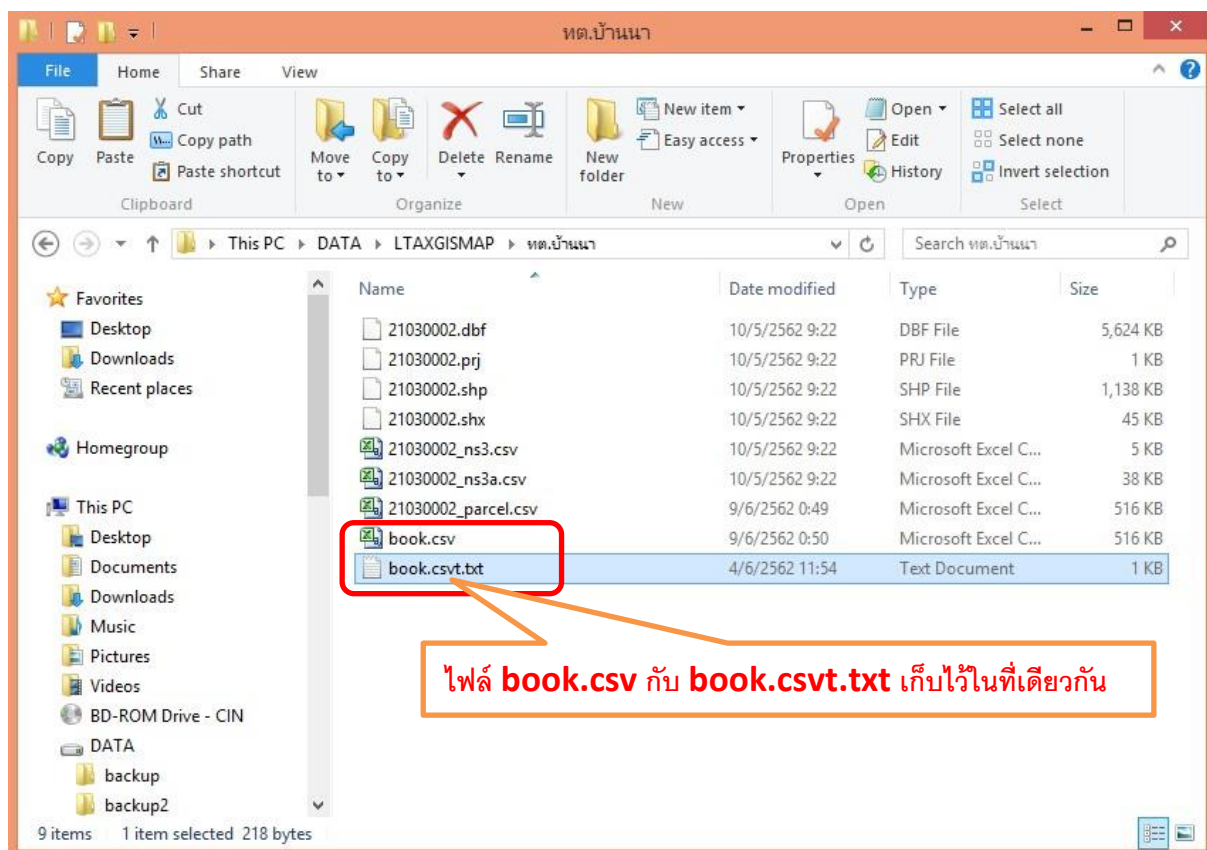 ทต.บ้านนา
File Home Share View
Copy
Paste
Cut
Copy path
Paste shortcut
Clipboard
Move to
Copy to
Delete
Rename
Organize
New folder
New item
Easy access
New
Properties
Open
Edit
History
Open
Select all
Select none
Invert selection
Select
This PC DATA LTAXGISMAP ทต.บ้านนา
Search ทต.บ้านนา
Favorites
Desktop
Downloads
Recent places
Homegroup
This PC
Desktop
Documents
Downloads
Music
Pictures
Videos
BD-ROM Drive - CIN
DATA
backup
backup2
Name Date modified Type Size
21030002.dbf 10/5/2562 9:22 DBF File 5,624 KB
21030002.prj 10/5/2562 9:22 PRJ File 1 KB
21030002.shp 10/5/2562 9:22 SHP File 1,138 KB
21030002.shx 10/5/2562 9:22 SHX File 45 KB
21030002_ns3.csv 10/5/2562 9:22 Microsoft Excel C... 5 KB
21030002_ns3a.csv 10/5/2562 9:22 Microsoft Excel C... 38 KB
21030002_parcel.csv 9/6/2562 0:49 Microsoft Excel C... 516 KB
book.csv 9/6/2562 0:50 Microsoft Excel C... 516 KB
book.csvt.txt 4/6/2562 11:54 Text Document 1 KB
ไฟล์ book.csv กับ book.csvt.txt เก็บไว้ในที่เดียวกัน
9 items 1 item selected 218 bytes